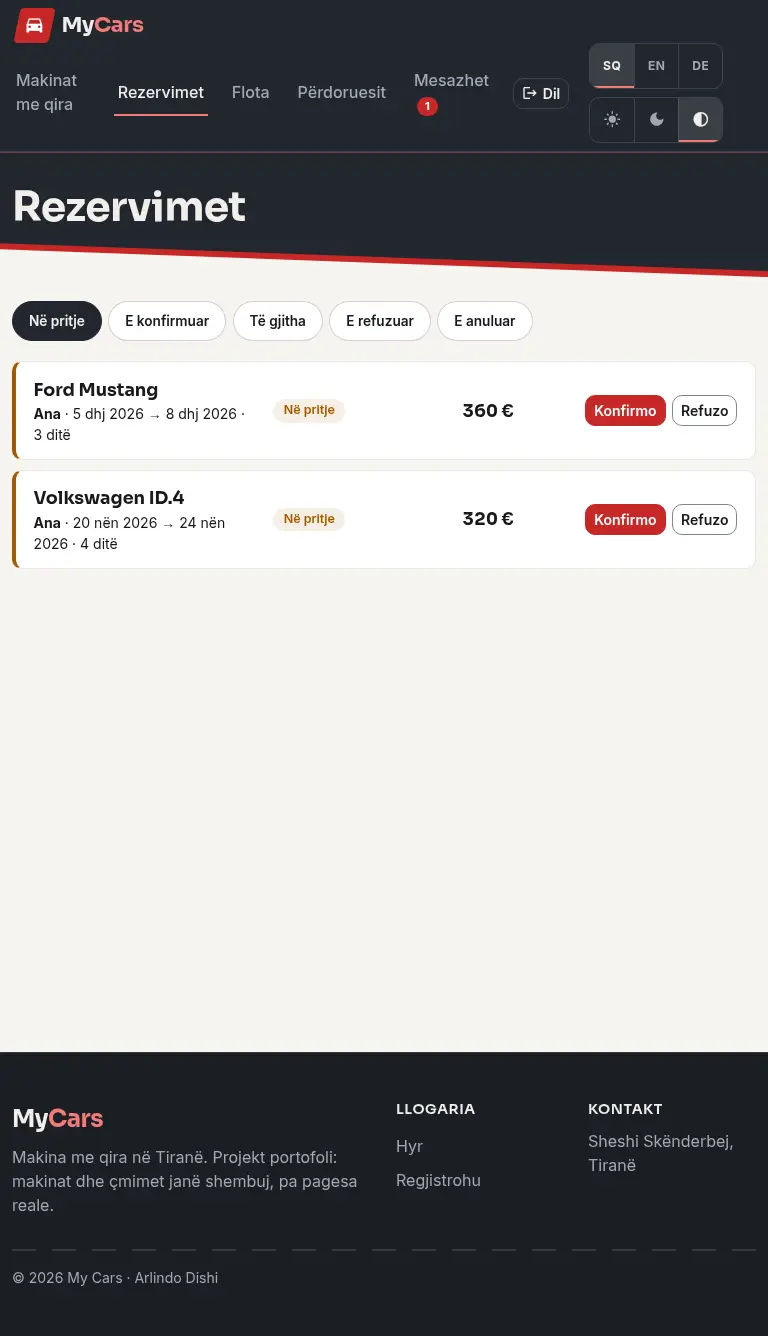 MyCars
Makinat
me qira
Rezervimet
Flota
Përdoruesit
Mesazhet
1
Dil
SQ EN DE
Rezervimet
Në pritje
E konfirmuar
Të gjitha
E refuzuar
E anuluar
Ford Mustang
Ana · 5 dhj 2026 → 8 dhj 2026 ·
3 ditë
Në pritje
360 €
Konfirmo
Refuzo
Volkswagen ID.4
Ana · 20 nën 2026 → 24 nën
2026 · 4 ditë
Në pritje
320 €
Konfirmo
Refuzo
MyCars
Makina me qira në Tiranë. Projekt portofoli:
makinat dhe çmimet janë shembuj, pa pagesa
reale.
LLOGARIA
Hyr
Regjistrohu
KONTAKT
Sheshi Skënderbej,
Tiranë
© 2026 My Cars · Arlindo Dishi